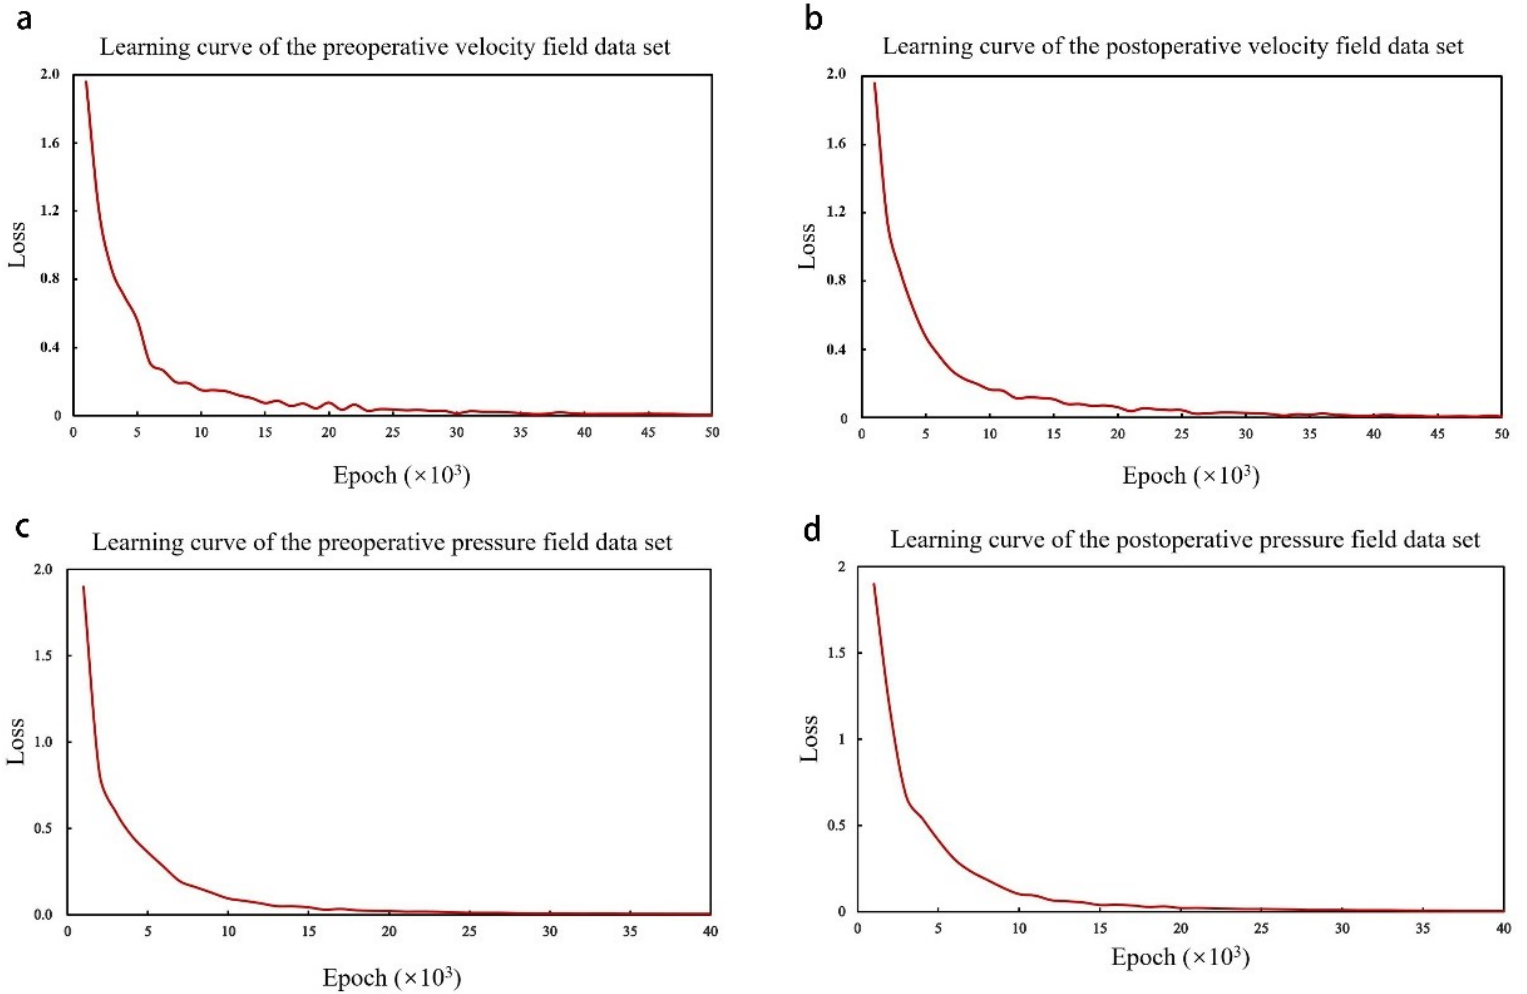 a
Learning curve of the preoperative velocity field data set
2.0
1.6
1.2
0.8
0.4
0
Loss
0 5 10 15 20 25 30 35 40 45 50
Epoch (×10³)
b
Learning curve of the postoperative velocity field data set
2.0
1.6
1.2
0.8
0.4
0
Loss
0 5 10 15 20 25 30 35 40 45 50
Epoch (×10³)
c
Learning curve of the preoperative pressure field data set
2.0
1.5
1.0
0.5
0.0
Loss
0 5 10 15 20 25 30 35 40
Epoch (×10³)
d
Learning curve of the postoperative pressure field data set
2
1.5
1
0.5
0
Loss
0 5 10 15 20 25 30 35 40
Epoch (×10³)